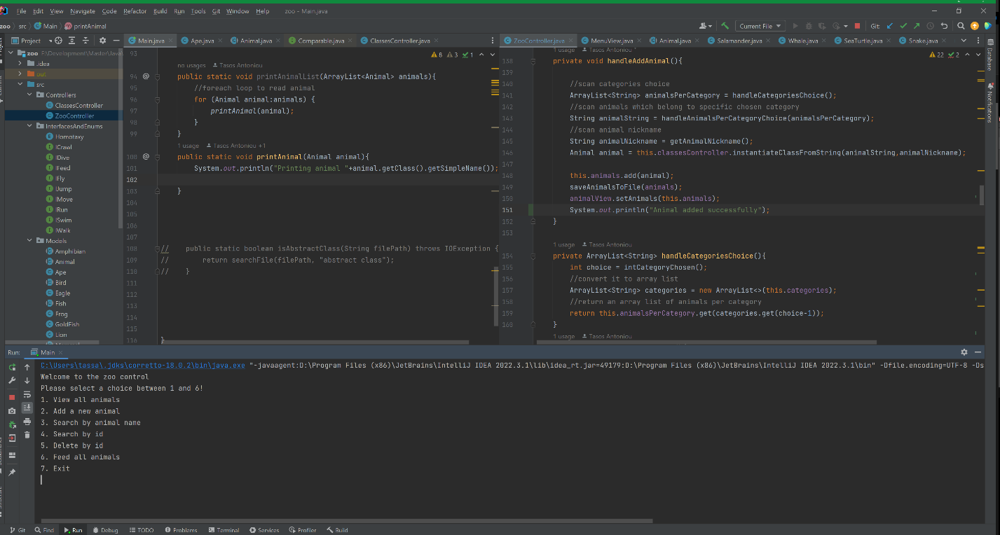 File Edit View Navigate Code Refactor Build Run Tools Git Window Help zoo - Main.java
zoo src Main printAnimal Current File Git:
Project Main.java Ape.java Animal.java Comparable.java ClassesController.java ZooController.java MenuView.java Animal.java Salamander.java Whale.java SeaTurtle.java Snake.java
zoo F:\Development\Master\Java\
.idea
out
src
Controllers
ClassesController
ZooController
InterfacesAndEnums
Homotaxy
ICrawl
IDive
IFeed
IFly
IJump
IMove
IRun
ISwim
IWalk
Models
Amphibian
Animal
Ape
Bird
Eagle
Fish
Frog
GoldFish
Lion
93
8 3 1
no usages Tasos Antoniou
94 @ public static void printAnimalList(ArrayList<Animal> animals){
95 //foreach loop to read animal
96 for (Animal animal:animals) {
97 printAnimal(animal);
98 }
99 }
1 usage Tasos Antoniou +1
100 @ public static void printAnimal(Animal animal){
101 System.out.println("Printing animal "+animal.getClass().getSimpleName());
102
103 }
104
105
106
107
108 // public static boolean isAbstractClass(String filePath) throws IOException {
109 // return searchFile(filePath, "abstract class");
110 // }
111
112
113
114
115
116 }
1 usage Tasos Antoniou *
22 2
138 private void handleAddAnimal(){
139
140 //scan categories choice
141 ArrayList<String> animalsPerCategory = handleCategoriesChoice();
142 //scan animals which belong to specific chosen category
143 String animalString = handleAnimalsPerCategoryChoice(animalsPerCategory);
144 //scan animal nickname
145 String animalNickname = getAnimalNickname();
146 Animal animal = this.classesController.instantiateClassFromString(animalString,animalNickname);
147
148 this.animals.add(animal);
149 saveAnimalsToFile(animals);
150 animalView.setAnimals(this.animals);
151 System.out.println("Animal added successfully");
152 }
153
1 usage Tasos Antoniou
154 private ArrayList<String> handleCategoriesChoice(){
155 int choice = intCategoryChosen();
156 //convert it to array list
157 ArrayList<String> categories = new ArrayList<>(this.categories);
158 //return an array list of animals per category
159 return this.animalsPerCategory.get(categories.get(choice-1));
160 }
1 usage Tasos Antoniou
Database
Notifications
Run: Main
C:\Users\tassa\.jdks\corretto-18.0.2\bin\java.exe "-javaagent:D:\Program Files (x86)\JetBrains\IntelliJ IDEA 2022.3.1\lib\idea_rt.jar=49179:D:\Program Files (x86)\JetBrains\IntelliJ IDEA 2022.3.1\bin" -Dfile.encoding=UTF-8 -Ds
Welcome to the zoo control
Please select a choice between 1 and 6!
1. View all animals
2. Add a new animal
3. Search by animal name
4. Search by id
5. Delete by id
6. Feed all animals
7. Exit
Git Find Run Debug TODO Problems Terminal Services Profiler Build